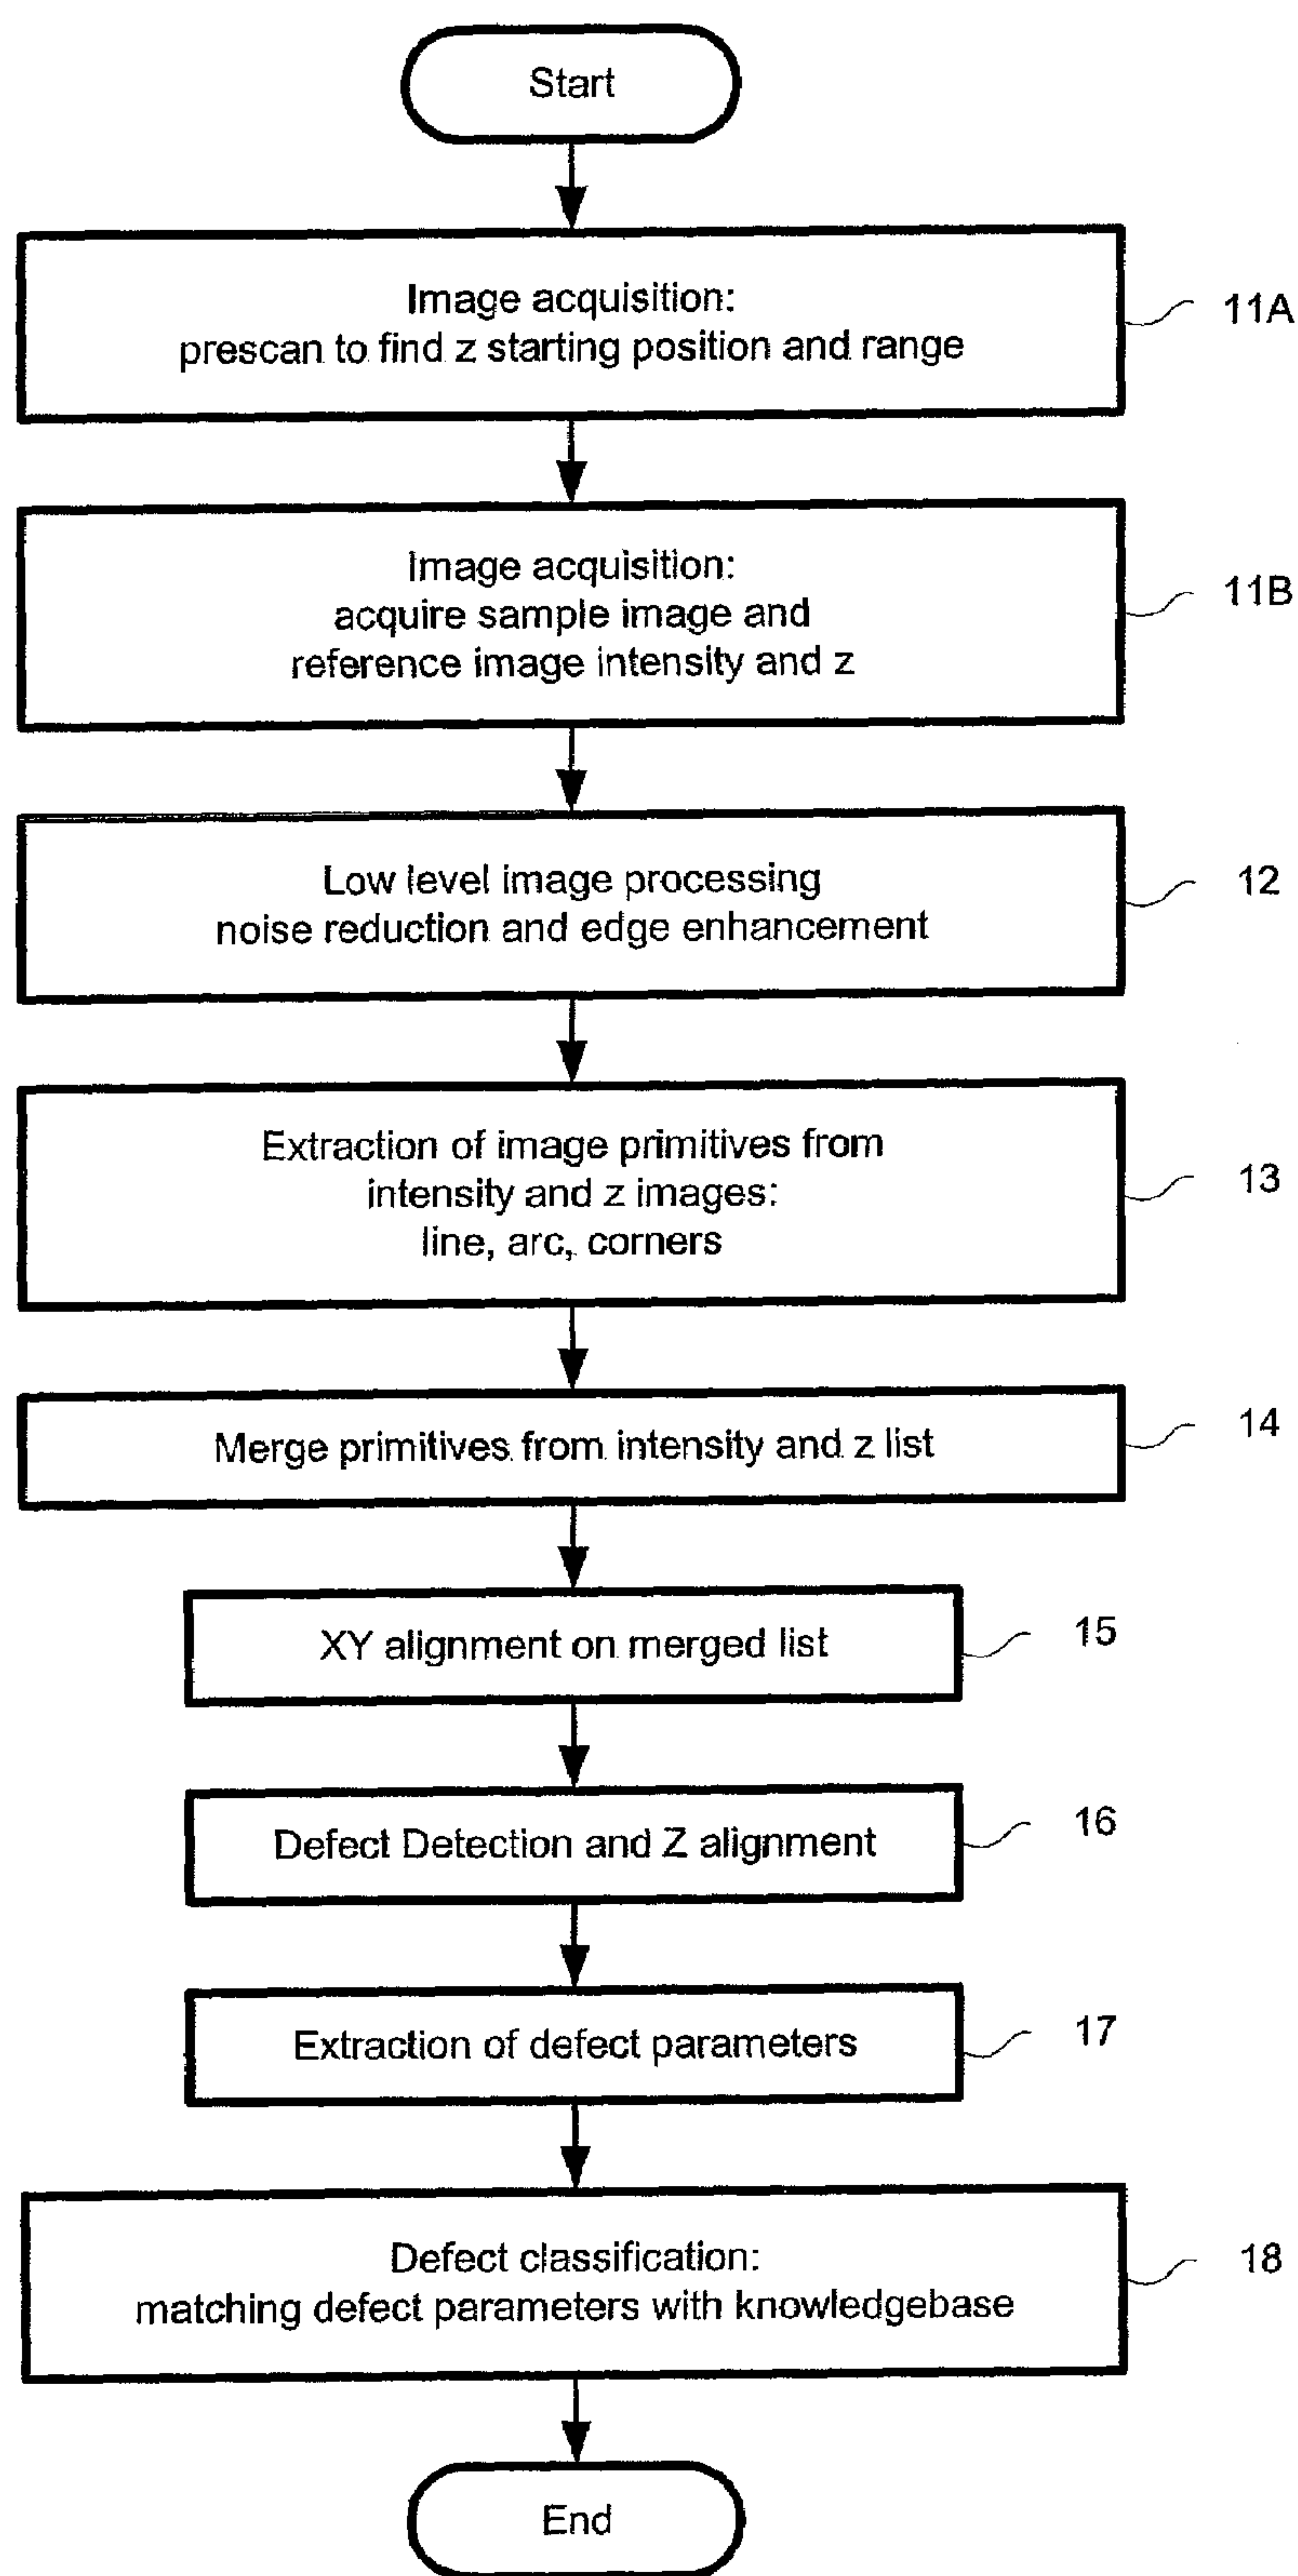 Start
Image acquisition:
prescan to find z starting position and range
11A
Image acquisition:
acquire sample image and
reference image intensity and z
11B
Low level image processing
noise reduction and edge enhancement
12
Extraction of image primitives from
intensity and z images:
line, arc, corners
13
Merge primitives from intensity and z list
14
XY alignment on merged list
15
Defect Detection and Z alignment
16
Extraction of defect parameters
17
Defect classification:
matching defect parameters with knowledgebase
18
End